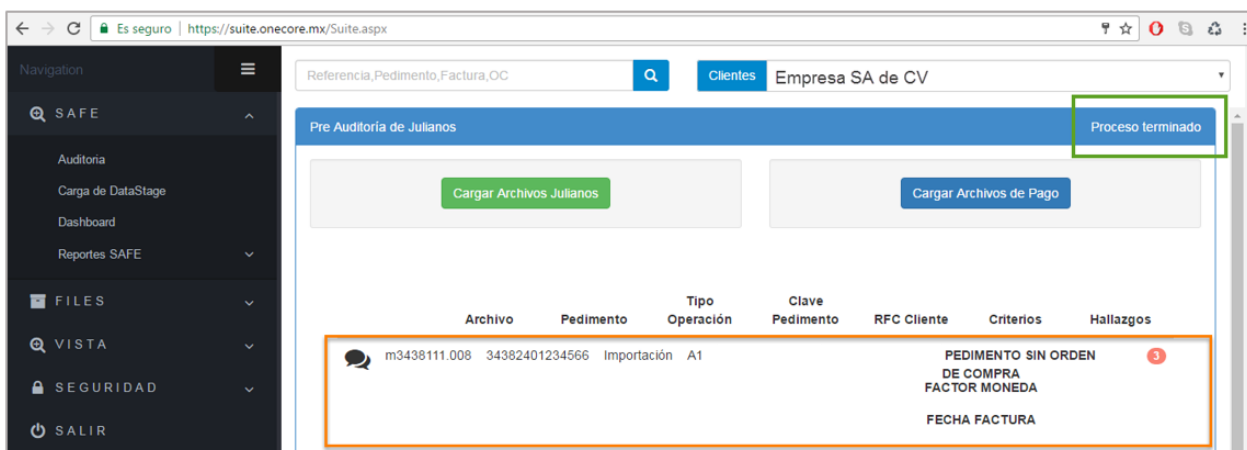 Es seguro | https://suite.onecore.mx/Suite.aspx
Navigation
Referencia,Pedimento,Factura,OC
Clientes
Empresa SA de CV
SAFE
Auditoria
Carga de DataStage
Dashboard
Reportes SAFE
FILES
VISTA
SEGURIDAD
SALIR
Pre Auditoría de Julianos
Proceso terminado
Cargar Archivos Julianos
Cargar Archivos de Pago
Archivo Pedimento Tipo Operación Clave Pedimento RFC Cliente Criterios Hallazgos
m3438111.008 34382401234566 Importación A1 PEDIMENTO SIN ORDEN 3
DE COMPRA
FACTOR MONEDA
FECHA FACTURA